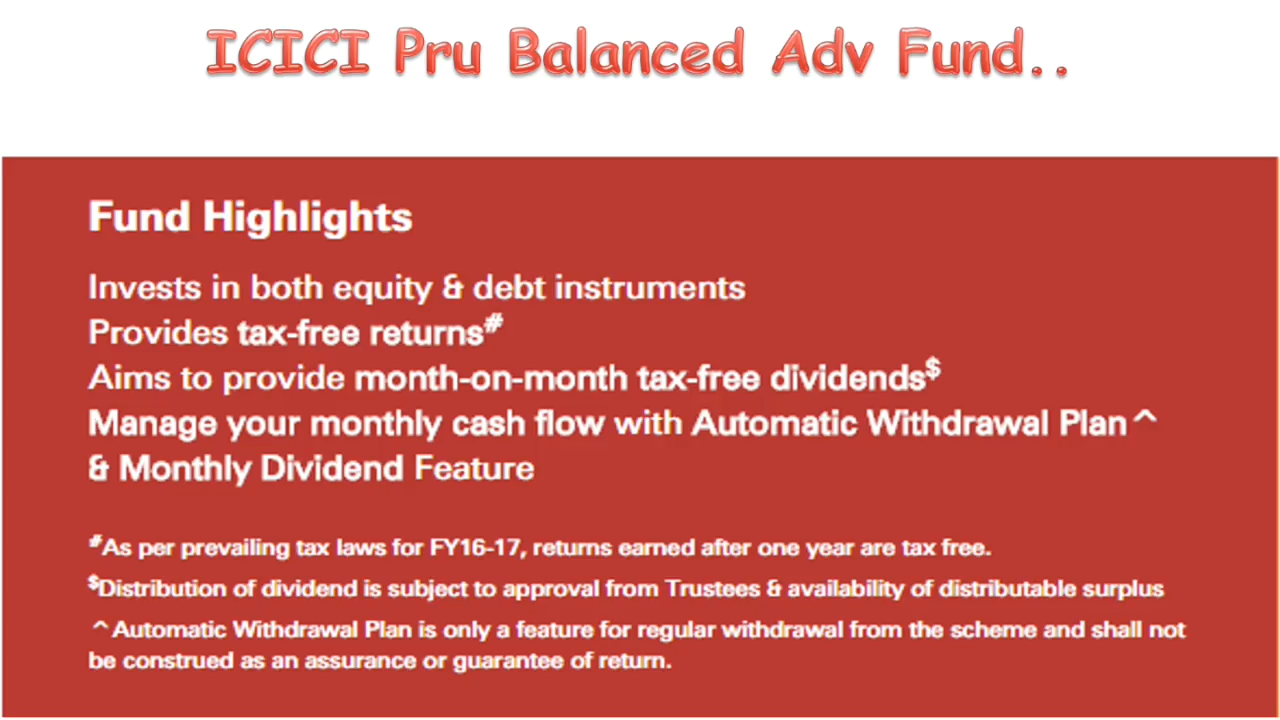 ICICI Pru Balanced Adv Fund..
Fund Highlights
Invests in both equity & debt instruments
Provides tax-free returns#
Aims to provide month-on-month tax-free dividends$
Manage your monthly cash flow with Automatic Withdrawal Plan^
& Monthly Dividend Feature
#As per prevailing tax laws for FY16-17, returns earned after one year are tax free.
$Distribution of dividend is subject to approval from Trustees & availability of distributable surplus
^Automatic Withdrawal Plan is only a feature for regular withdrawal from the scheme and shall not
be construed as an assurance or guarantee of return.